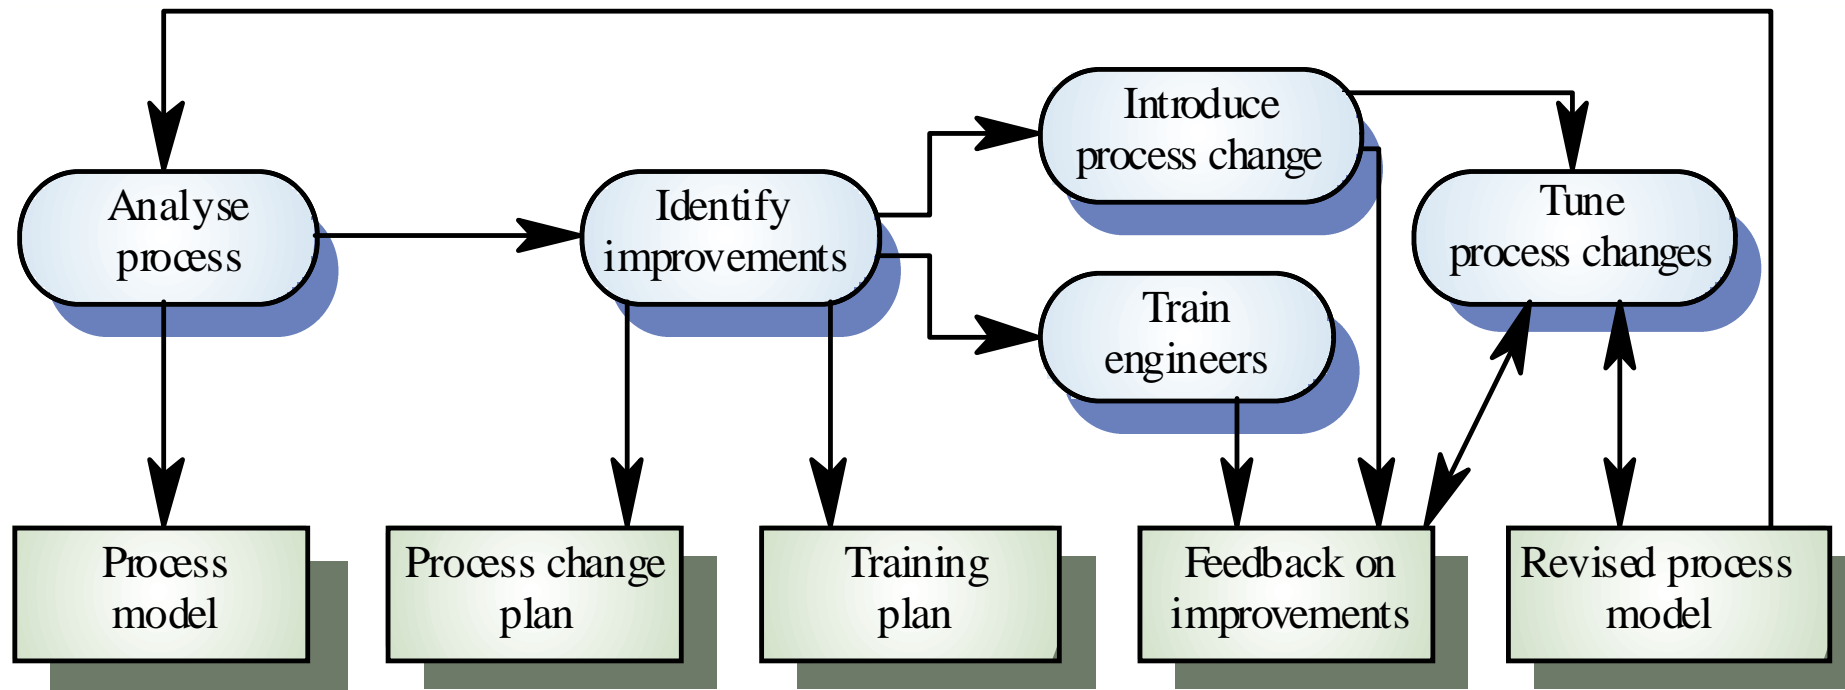 Introduce
process change
Analyse
process
Identify
improvements
Tune
process changes
Train
engineers
Process
model
Process change
plan
Training
plan
Feedback on
improvements
Revised process
model